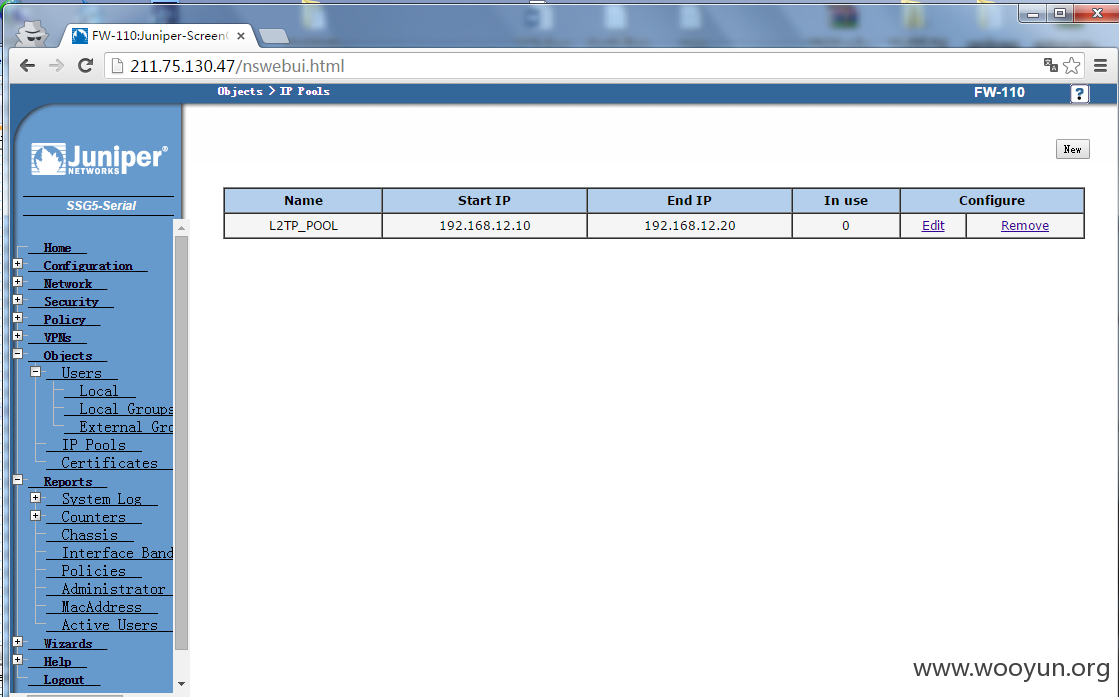 FW-110:Juniper-Screen
211.75.130.47/nswebui.html
Objects > IP Pools
FW-110
?
Juniper®
NETWORKS
SSG5-Serial
New
Name Start IP End IP In use Configure
L2TP_POOL 192.168.12.10 192.168.12.20 0 Edit Remove
Home
Configuration
Network
Security
Policy
VPNs
Objects
Users
Local
Local Groups
External Gro
IP Pools
Certificates
Reports
System Log
Counters
Chassis
Interface Band
Policies
Administrator
MacAddress
Active Users
Wizards
Help
Logout
www.wooyun.org